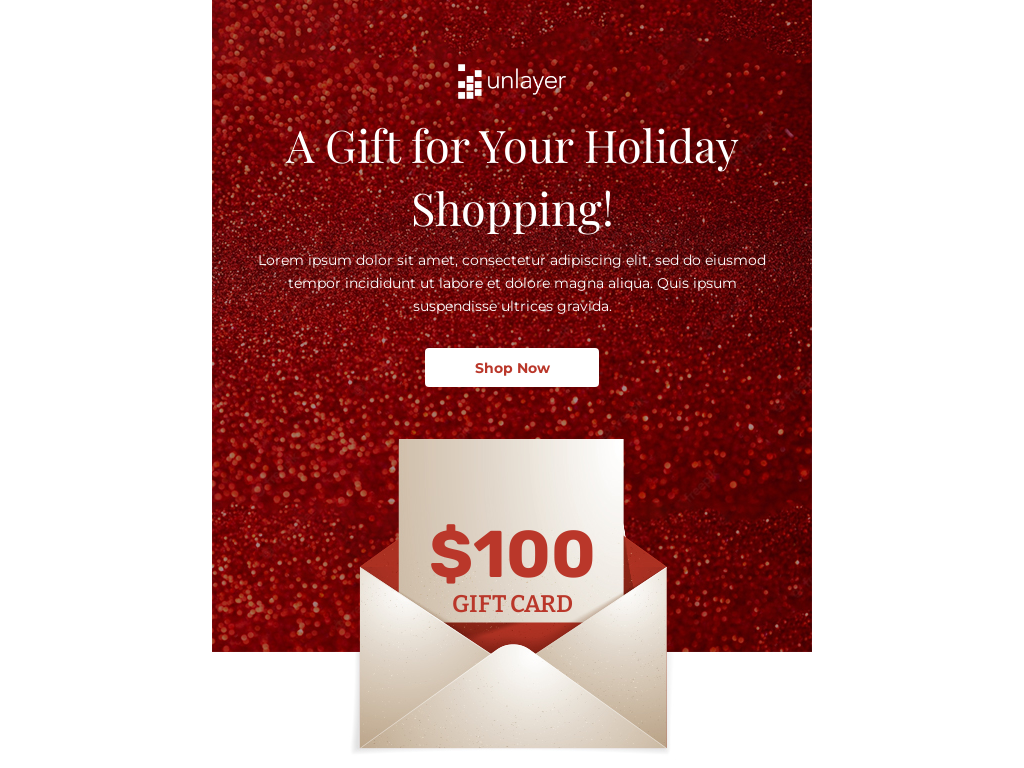 unlayer
A Gift for Your Holiday
Shopping!
Lorem ipsum dolor sit amet, consectetur adipiscing elit, sed do eiusmod
tempor incididunt ut labore et dolore magna aliqua. Quis ipsum
suspendisse ultrices gravida.
Shop Now
$100
GIFT CARD